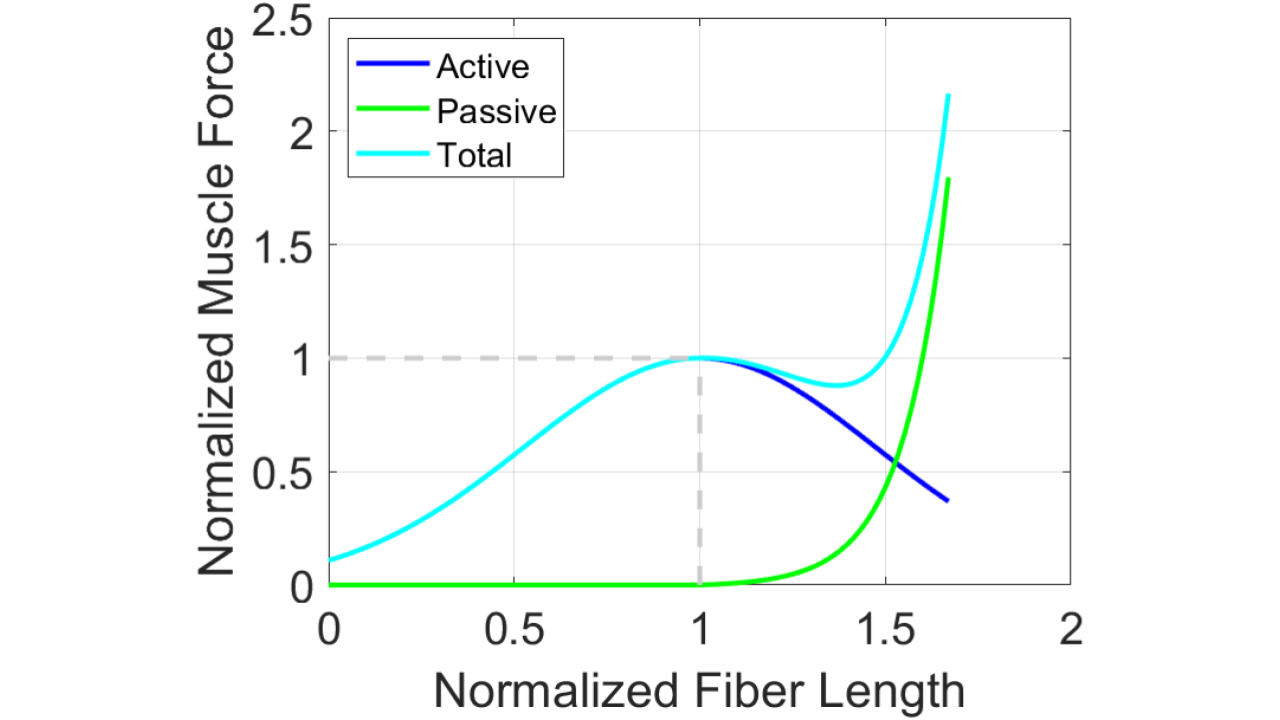 Normalized Muscle Force
2.5
2
1.5
1
0.5
0
Active
Passive
Total
0 0.5 1 1.5 2
Normalized Fiber Length